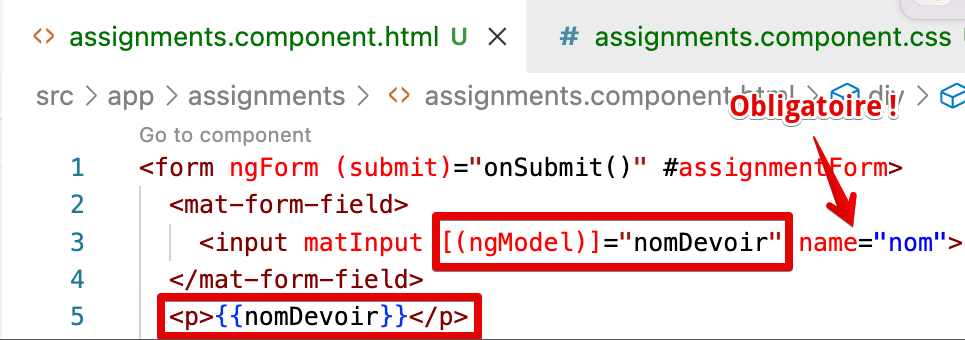 <> assignments.component.html U × # assignments.component.css
src > app > assignments > <> assignments.component.html > div >
Obligatoire !
Go to component
1 <form ngForm (submit)="onSubmit()" #assignmentForm>
2 <mat-form-field>
3 <input matInput [(ngModel)]="nomDevoir" name="nom">
4 </mat-form-field>
5 <p>{{nomDevoir}}</p>